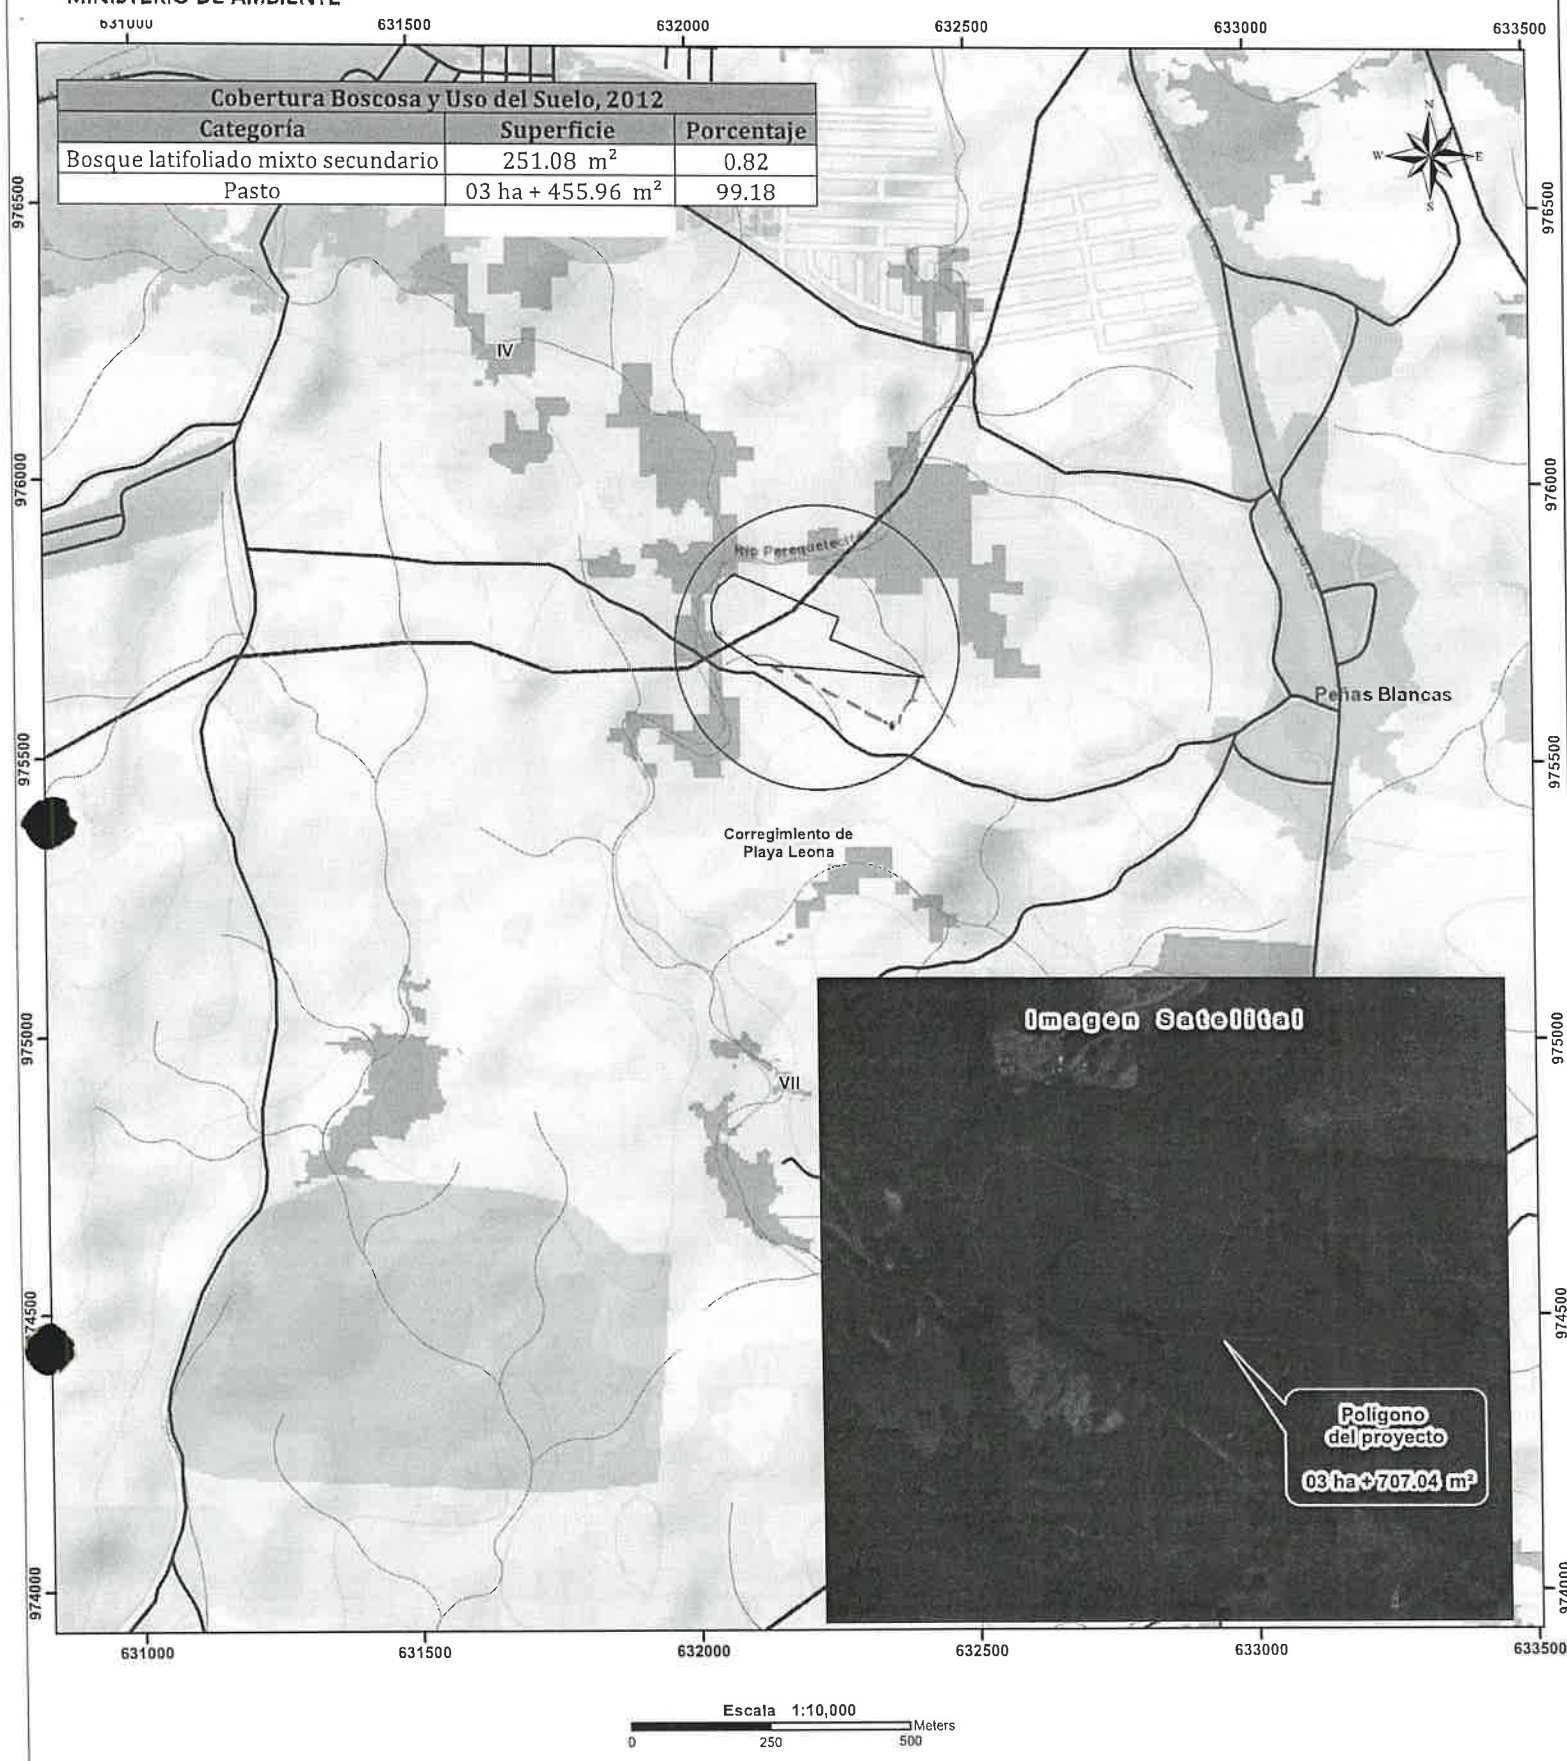 MINISTERIO DE AMBIENTE
631000 631500 632000 632500 633000 633500
Cobertura Boscosa y Uso del Suelo, 2012
Categoría Superficie Porcentaje
Bosque latifoliado mixto secundario 251.08 m² 0.82
Pasto 03 ha + 455.96 m² 99.18
N
W E
S
976500 976500
IV
976000 976000
Río Perequetecito
Peñas Blancas
975500 975500
Corregimiento de
Playa Leona
Imagen Satelital
975000 975000
VII
974500 974500
Polígono
del proyecto
03 ha + 707.04 m²
974000 974000
631000 631500 632000 632500 633000 633500
Escala 1:10,000
Meters
0 250 500